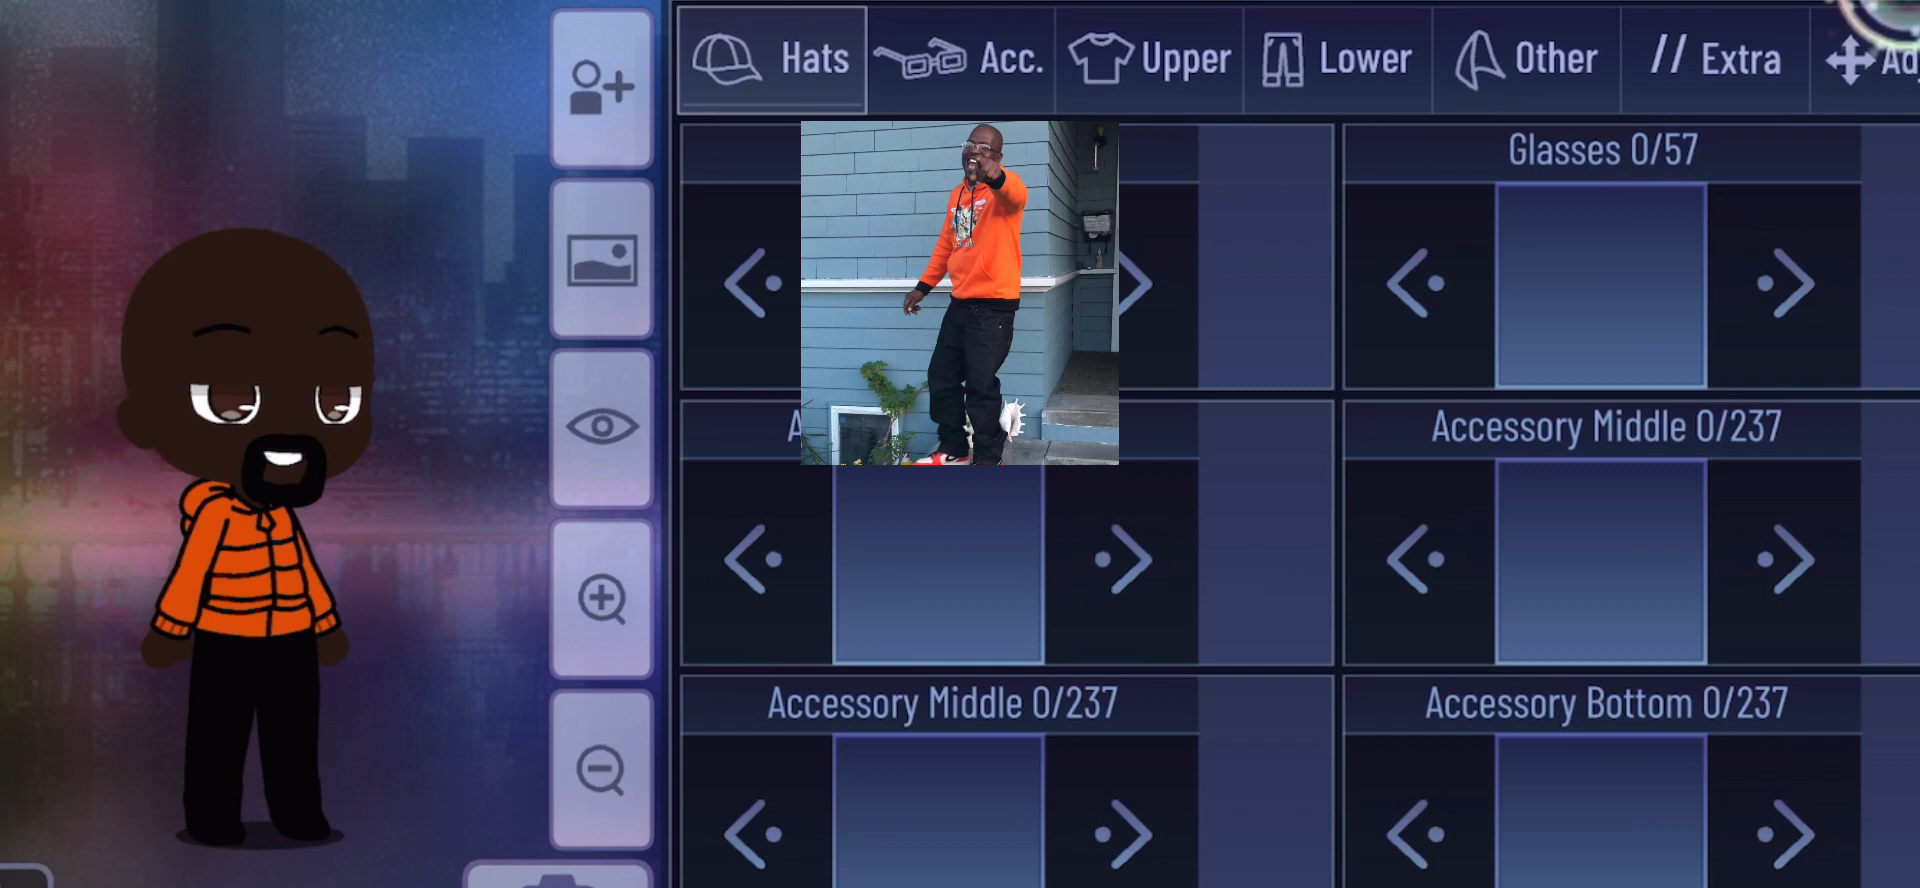 Hats
Acc.
Upper
Lower
Other
Extra
Glasses 0/57
Accessory Middle 0/237
Accessory Middle 0/237
Accessory Bottom 0/237